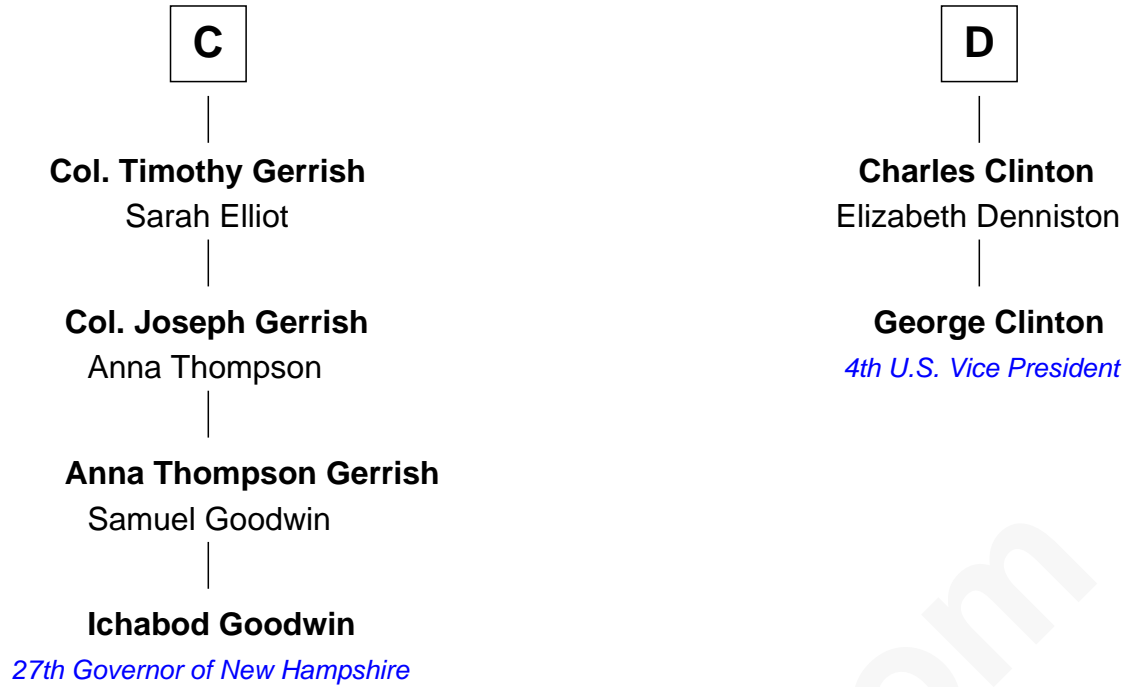 C
Col. Timothy Gerrish
Sarah Elliot
Col. Joseph Gerrish
Anna Thompson
Anna Thompson Gerrish
Samuel Goodwin
Ichabod Goodwin
27th Governor of New Hampshire
D
Charles Clinton
Elizabeth Denniston
George Clinton
4th U.S. Vice President
om